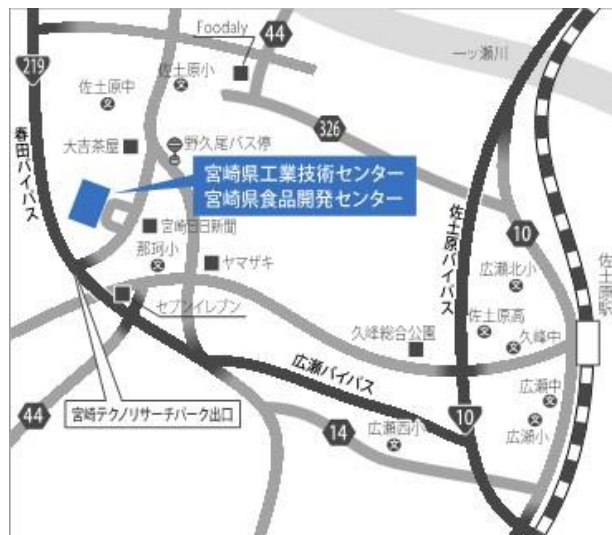 Foodaly
44
219
佐土原小
一ッ瀬川
佐土原中
326
大吉茶屋
野久尾バス停
春田バイパス
宮崎県工業技術センター
宮崎県食品開発センター
佐土原バイパス
10
宮崎日日新聞
那珂小
ヤマザキ
広瀬北小
佐土原駅
セブンイレブン
佐土原高
久峰総合公園
久峰中
広瀬バイパス
広瀬中
宮崎テクノリサーチパーク出口
44
10
14
広瀬西小
広瀬小